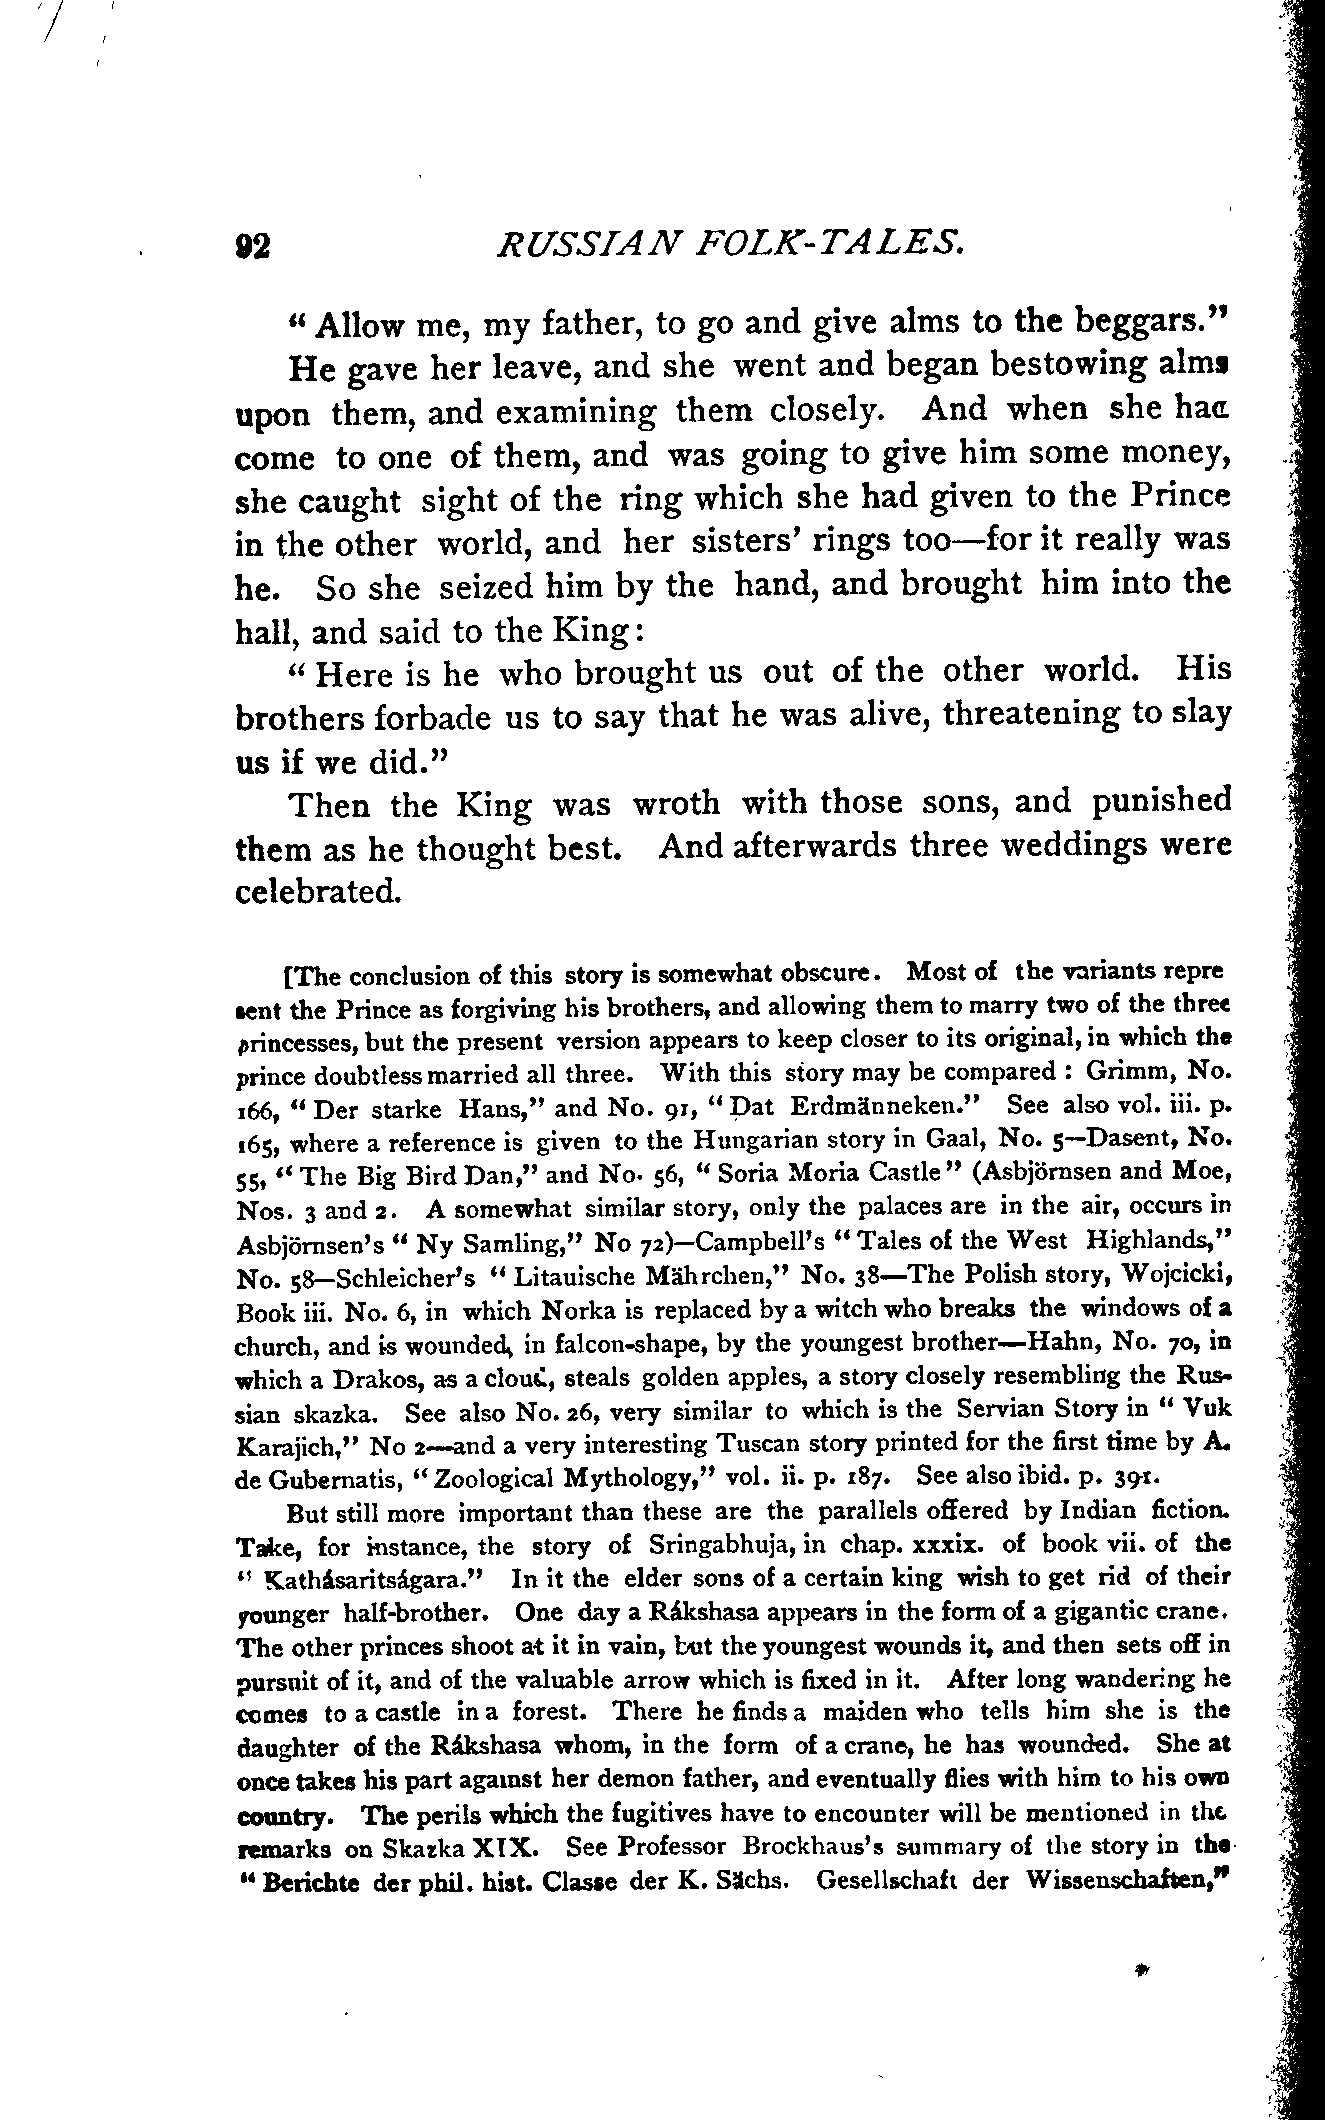 92 RUSSIAN FOLK-TALES.
“ Allow me, my father, to go and give alms to the beggars.”
He gave her leave, and she went and began bestowing alms
upon them, and examining them closely. And when she had
come to one of them, and was going to give him some money,
she caught sight of the ring which she had given to the Prince
in the other world, and her sisters’ rings too—for it really was
he. So she seized him by the hand, and brought him into the
hall, and said to the King:
“ Here is he who brought us out of the other world. His
brothers forbade us to say that he was alive, threatening to slay
us if we did.”
Then the King was wroth with those sons, and punished
them as he thought best. And afterwards three weddings were
celebrated.
[The conclusion of this story is somewhat obscure. Most of the variants repre
sent the Prince as forgiving his brothers, and allowing them to marry two of the three
princesses, but the present version appears to keep closer to its original, in which the
prince doubtless married all three. With this story may be compared : Grimm, No.
166, “ Der starke Hans,” and No. 91, “ Dat Erdmänneken.” See also vol. iii. p.
165, where a reference is given to the Hungarian story in Gaal, No. 5—Dasent, No.
55, “ The Big Bird Dan,” and No. 56, “ Soria Moria Castle” (Asbjörnsen and Moe,
Nos. 3 and 2. A somewhat similar story, only the palaces are in the air, occurs in
Asbjörnsen’s “ Ny Samling,” No 72)—Campbell’s “ Tales of the West Highlands,”
No. 58—Schleicher’s “ Litauische Mährchen,” No. 38—The Polish story, Wojcicki,
Book iii. No. 6, in which Norka is replaced by a witch who breaks the windows of a
church, and is wounded, in falcon-shape, by the youngest brother—Hahn, No. 70, in
which a Drakos, as a cloud, steals golden apples, a story closely resembling the Rus-
sian skazka. See also No. 26, very similar to which is the Servian Story in “ Vuk
Karajich,” No 2—and a very interesting Tuscan story printed for the first time by A.
de Gubernatis, “ Zoological Mythology,” vol. ii. p. 187. See also ibid. p. 391.
But still more important than these are the parallels offered by Indian fiction.
Take, for instance, the story of Sringabhuja, in chap. xxxix. of book vii. of the
“ Kathásaritságara.” In it the elder sons of a certain king wish to get rid of their
younger half-brother. One day a Rákshasa appears in the form of a gigantic crane.
The other princes shoot at it in vain, but the youngest wounds it, and then sets off in
pursuit of it, and of the valuable arrow which is fixed in it. After long wandering he
comes to a castle in a forest. There he finds a maiden who tells him she is the
daughter of the Rákshasa whom, in the form of a crane, he has wounded. She at
once takes his part against her demon father, and eventually flies with him to his own
country. The perils which the fugitives have to encounter will be mentioned in the
remarks on Skazka XIX. See Professor Brockhaus’s summary of the story in the
“ Berichte der phil. hist. Classe der K. Sächs. Gesellschaft der Wissenschaften,”